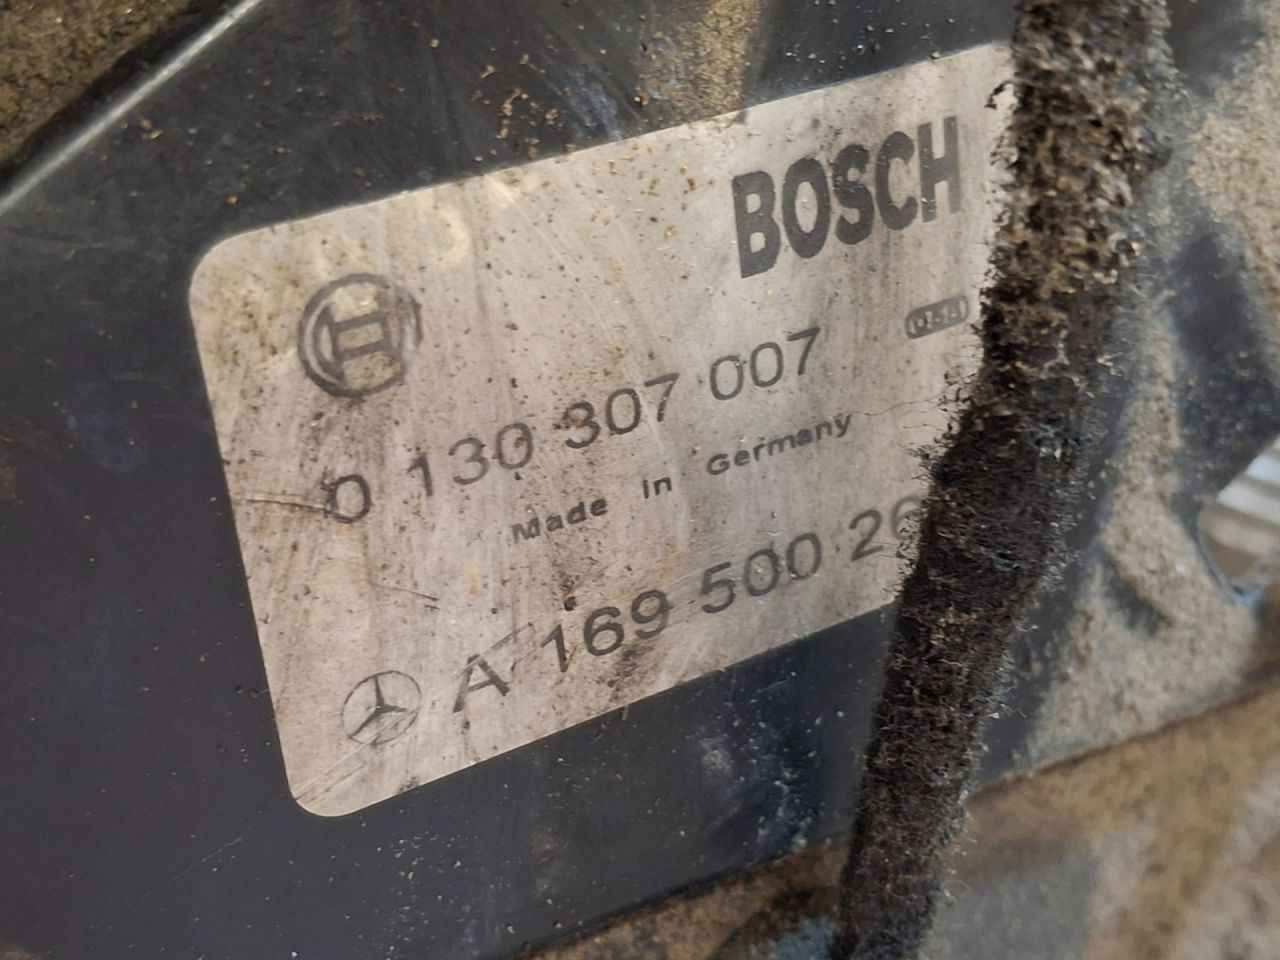 BOSCH
0 130 307 007
Made in Germany
A 169 500 26